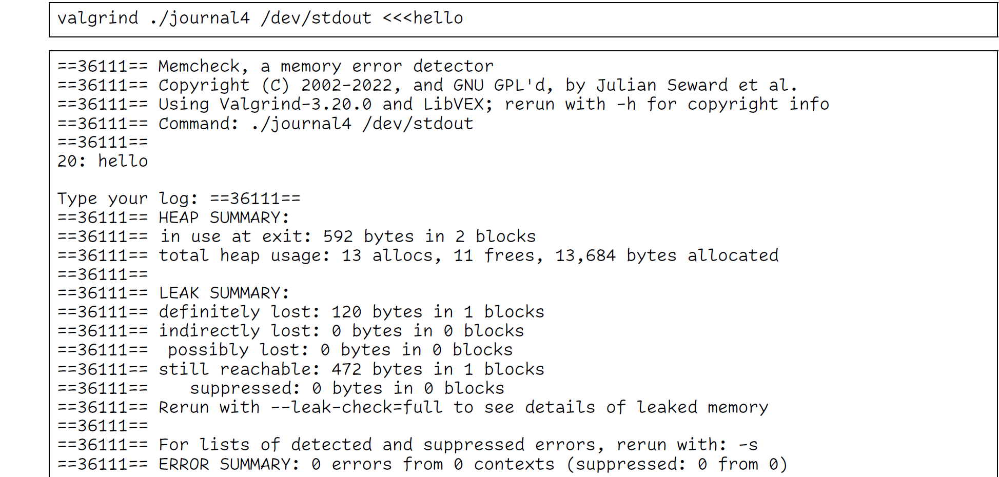 valgrind ./journal4 /dev/stdout <<<hello
==36111== Memcheck, a memory error detector
==36111== Copyright (C) 2002-2022, and GNU GPL'd, by Julian Seward et al.
==36111== Using Valgrind-3.20.0 and LibVEX; rerun with -h for copyright info
==36111== Command: ./journal4 /dev/stdout
==36111==
20: hello

Type your log: ==36111==
==36111== HEAP SUMMARY:
==36111== in use at exit: 592 bytes in 2 blocks
==36111== total heap usage: 13 allocs, 11 frees, 13,684 bytes allocated
==36111==
==36111== LEAK SUMMARY:
==36111== definitely lost: 120 bytes in 1 blocks
==36111== indirectly lost: 0 bytes in 0 blocks
==36111==  possibly lost: 0 bytes in 0 blocks
==36111== still reachable: 472 bytes in 1 blocks
==36111==    suppressed: 0 bytes in 0 blocks
==36111== Rerun with --leak-check=full to see details of leaked memory
==36111==
==36111== For lists of detected and suppressed errors, rerun with: -s
==36111== ERROR SUMMARY: 0 errors from 0 contexts (suppressed: 0 from 0)